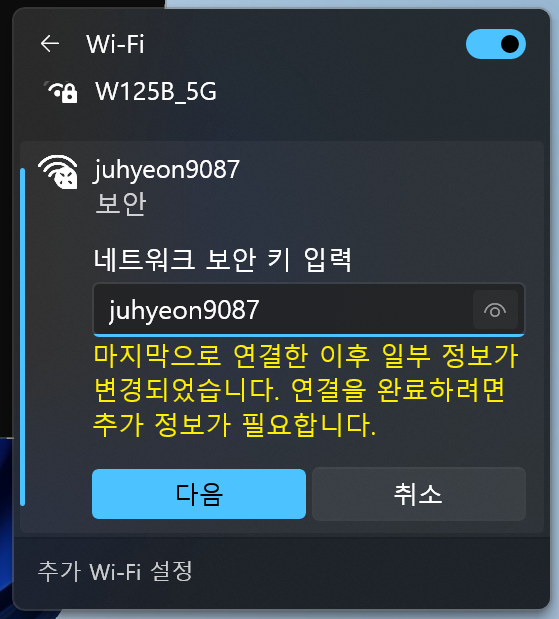 Wi-Fi
W125B_5G
juhyeon9087
보안
네트워크 보안 키 입력
juhyeon9087
마지막으로 연결한 이후 일부 정보가
변경되었습니다. 연결을 완료하려면
추가 정보가 필요합니다.
다음
취소
추가 Wi-Fi 설정